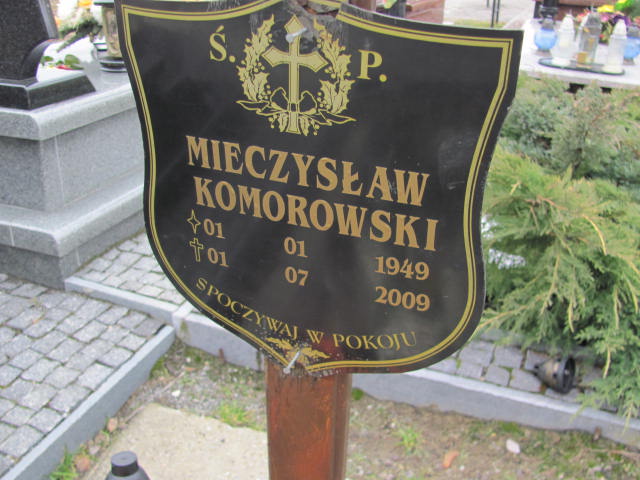 Ś. P.
MIECZYSŁAW
KOMOROWSKI
01 01 1949
01 07 2009
SPOCZYWAJ W POKOJU